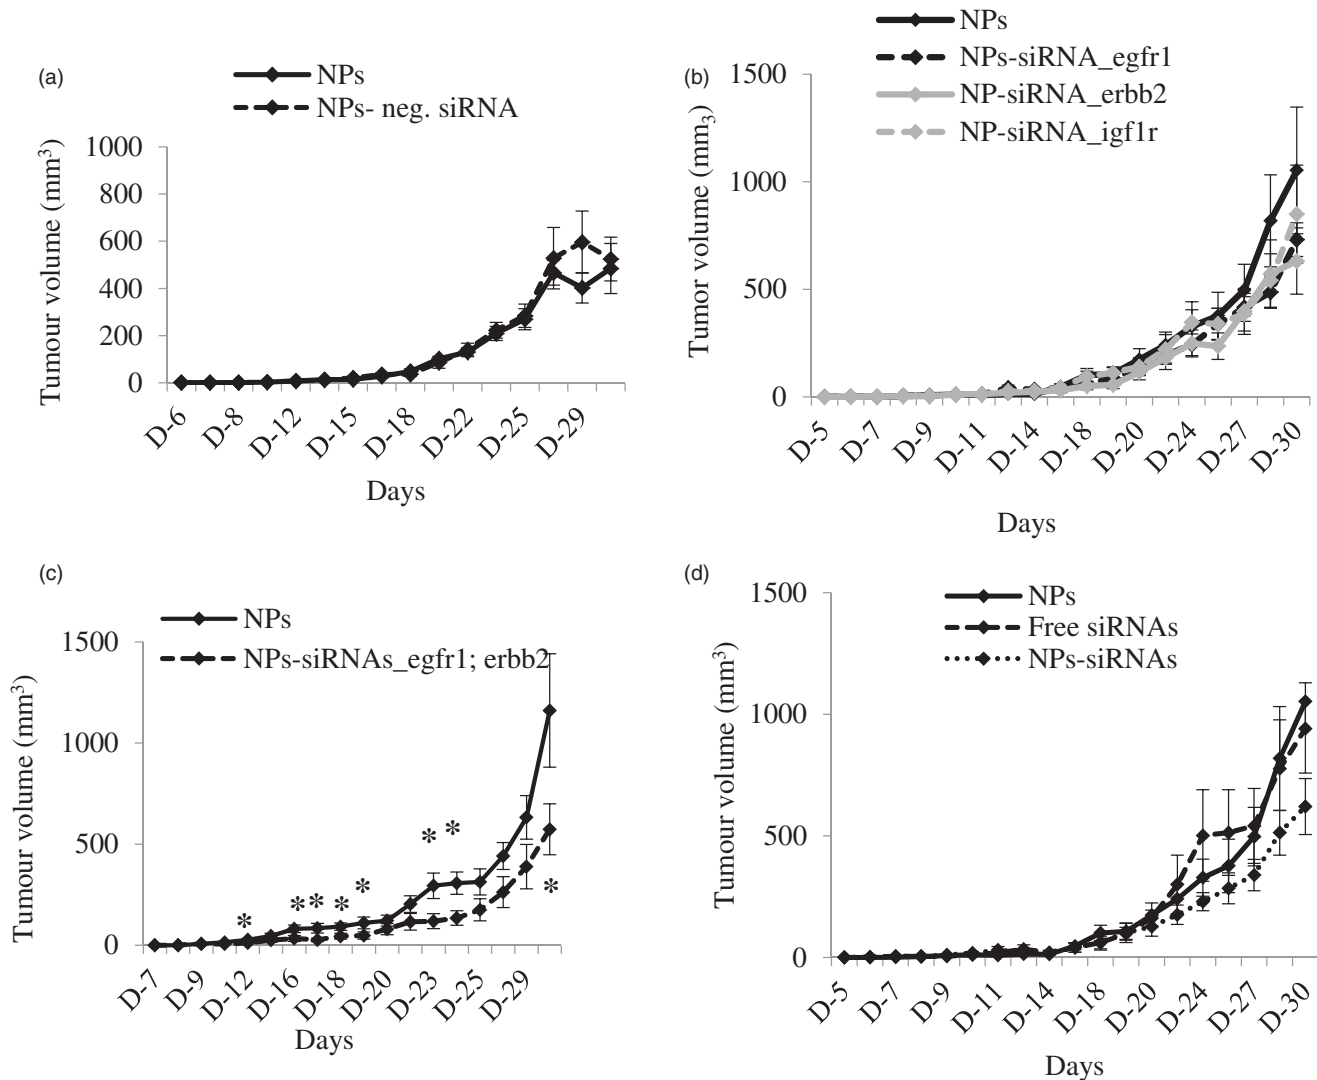 (a)
NPs
NPs- neg. siRNA
Tumour volume (mm³)
1000
800
600
400
200
0
D-6
D-8
D-12
D-15
D-18
D-22
D-25
D-29
Days
(b)
NPs
NPs-siRNA_egfr1
NP-siRNA_erbb2
NP-siRNA_igf1r
Tumor volume (mm₃)
1500
1000
500
0
D-5
D-7
D-9
D-11
D-14
D-18
D-20
D-24
D-27
D-30
Days
(c)
NPs
NPs-siRNAs_egfr1; erbb2
Tumour volume (mm³)
1500
1000
500
0
* * * * * * * *
D-7
D-9
D-12
D-16
D-18
D-20
D-23
D-25
D-29
Days
(d)
NPs
Free siRNAs
NPs-siRNAs
Tumour volume (mm³)
1500
1000
500
0
D-5
D-7
D-9
D-11
D-14
D-18
D-20
D-24
D-27
D-30
Days